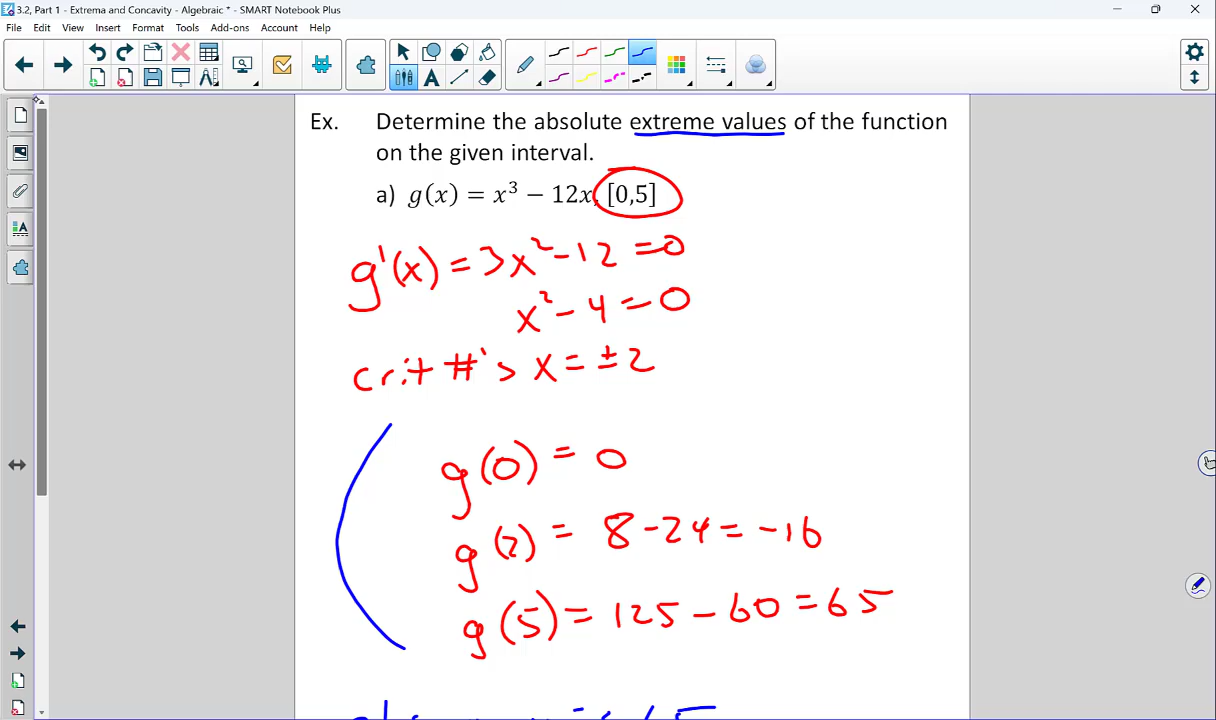 3.2, Part 1 - Extrema and Concavity - Algebraic * - SMART Notebook Plus
File Edit View Insert Format Tools Add-ons Account Help
Ex. Determine the absolute extreme values of the function
on the given interval.
a) g(x) = x³ − 12x, [0,5]
g'(x) = 3x² - 12 = 0
x² - 4 = 0
crit #'s x = ±2
g(0) = 0
g(2) = 8 - 24 = -16
g(5) = 125 - 60 = 65